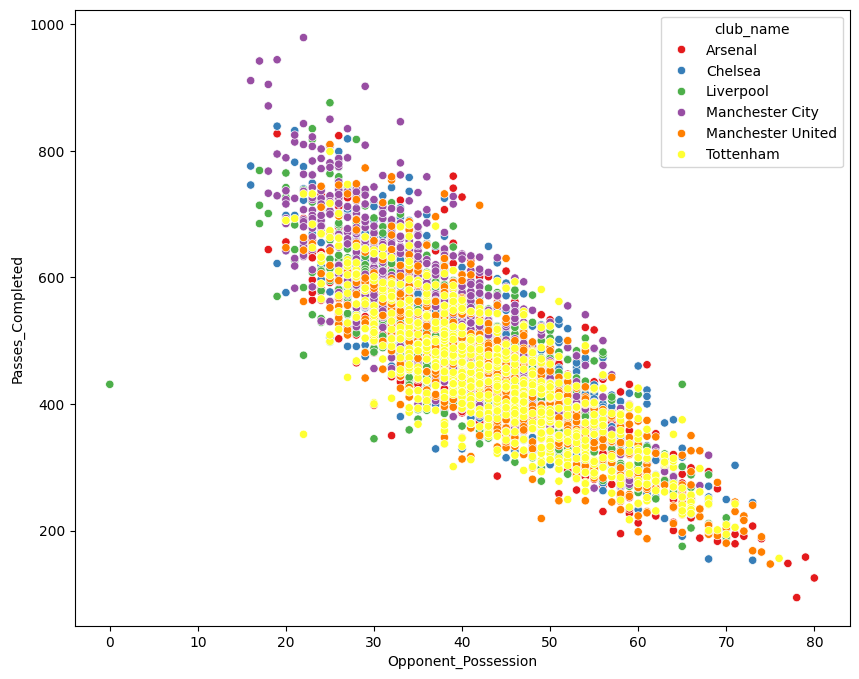 club_name
Arsenal
Chelsea
Liverpool
Manchester City
Manchester United
Tottenham
1000
800
600
400
200
Passes_Completed
0 10 20 30 40 50 60 70 80
Opponent_Possession